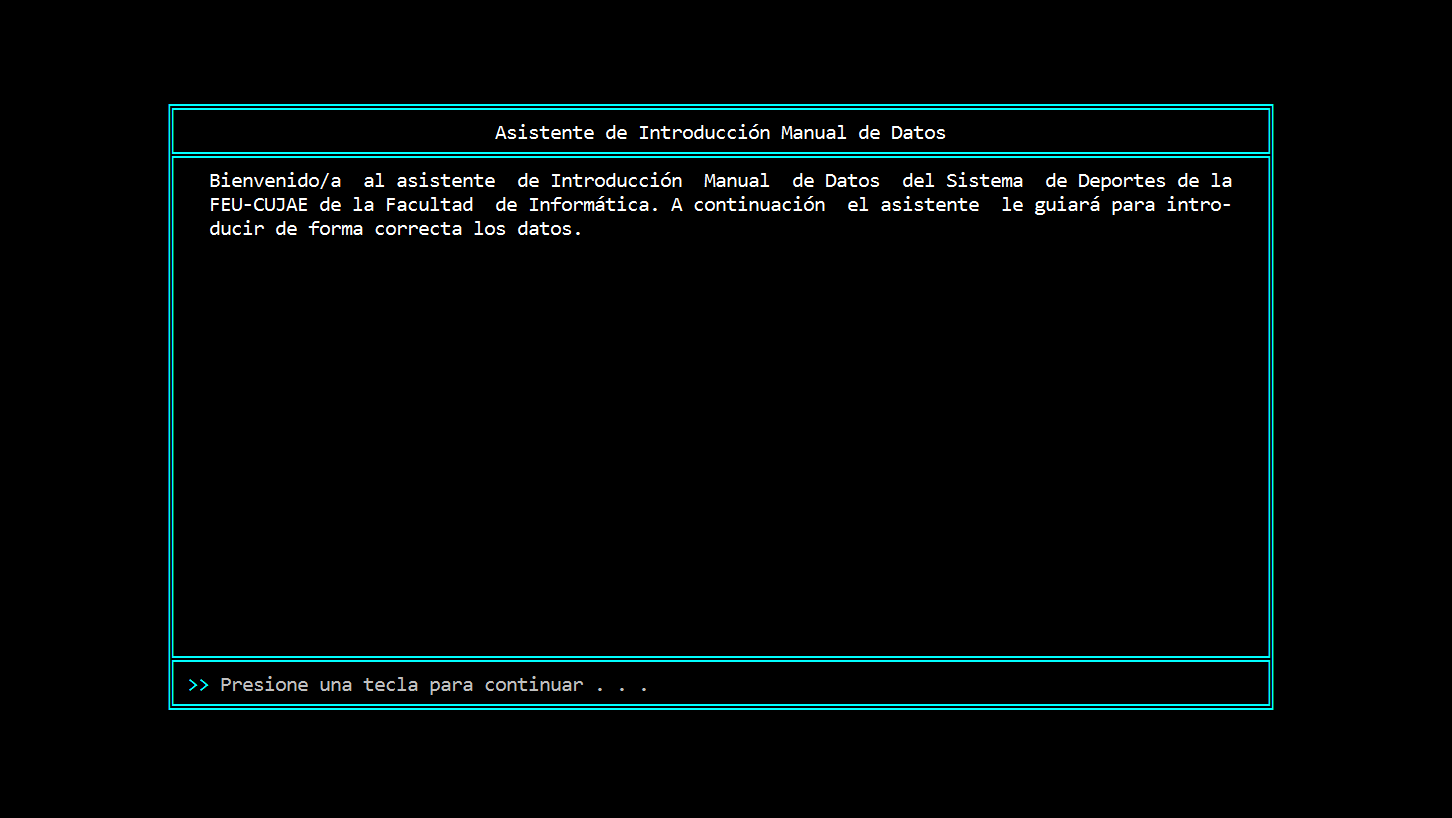 Asistente de Introducción Manual de Datos
Bienvenido/a  al asistente  de Introducción  Manual  de Datos  del Sistema  de Deportes de la
FEU-CUJAE de la Facultad  de Informática. A continuación  el asistente  le guiará para intro-
ducir de forma correcta los datos.
>> Presione una tecla para continuar . . .